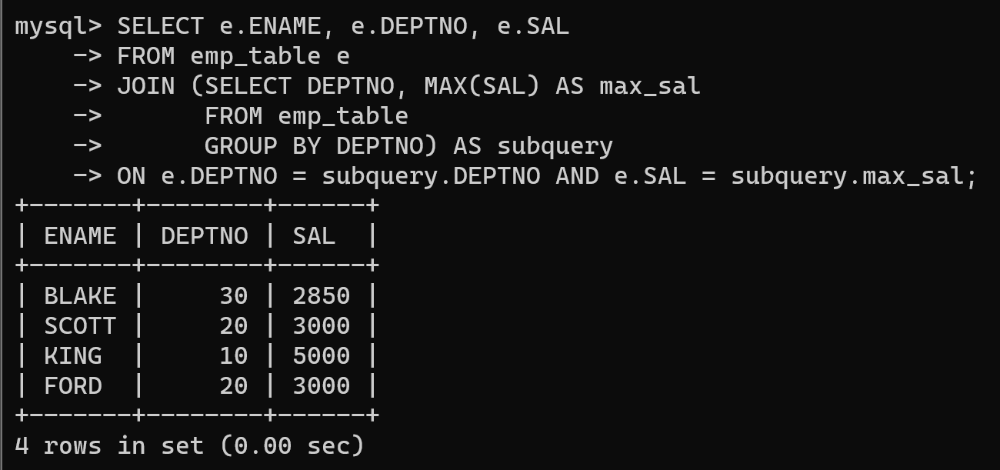 mysql> SELECT e.ENAME, e.DEPTNO, e.SAL
    -> FROM emp_table e
    -> JOIN (SELECT DEPTNO, MAX(SAL) AS max_sal
    ->       FROM emp_table
    ->       GROUP BY DEPTNO) AS subquery
    -> ON e.DEPTNO = subquery.DEPTNO AND e.SAL = subquery.max_sal;
+-------+--------+------+
| ENAME | DEPTNO | SAL  |
+-------+--------+------+
| BLAKE |     30 | 2850 |
| SCOTT |     20 | 3000 |
| KING  |     10 | 5000 |
| FORD  |     20 | 3000 |
+-------+--------+------+
4 rows in set (0.00 sec)